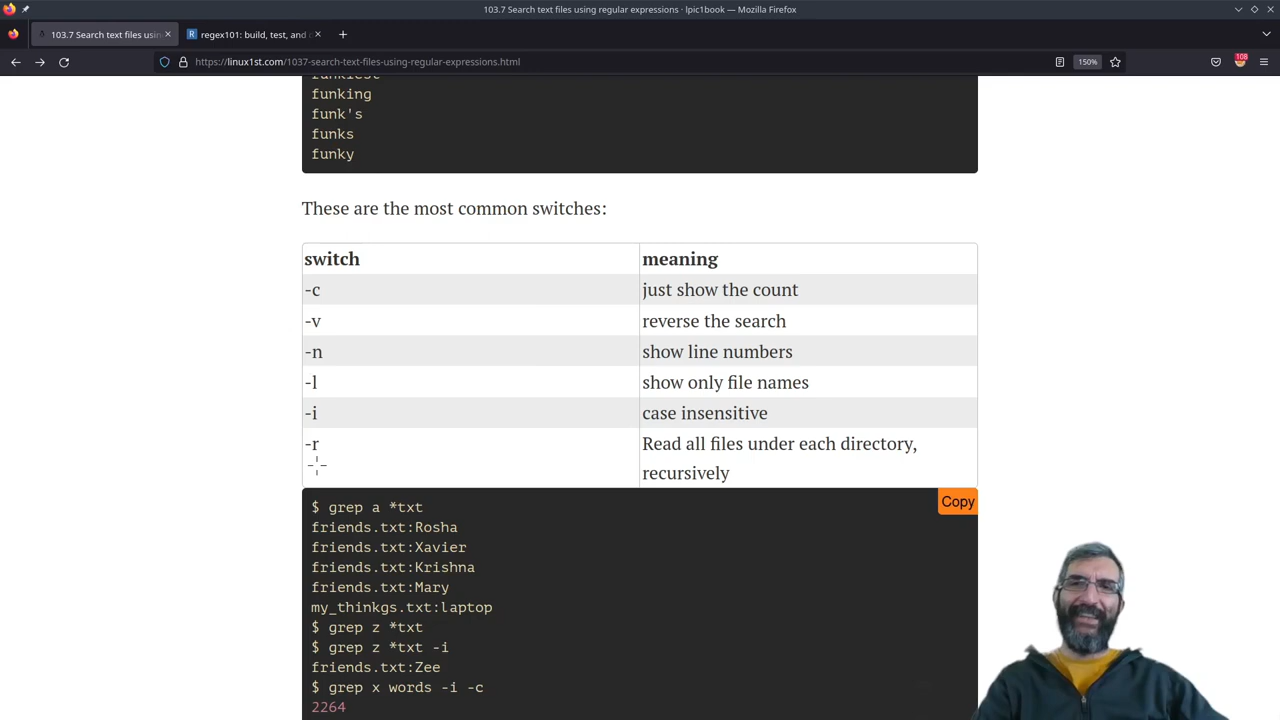 103.7 Search text files using regular expressions · lpic1book — Mozilla Firefox
103.7 Search text files usin
regex101: build, test, and
https://linux1st.com/1037-search-text-files-using-regular-expressions.html
150%
108
funking
funk's
funks
funky
These are the most common switches:
switch meaning
-c just show the count
-v reverse the search
-n show line numbers
-l show only file names
-i case insensitive
-r Read all files under each directory,
recursively
Copy
$ grep a *txt
friends.txt:Rosha
friends.txt:Xavier
friends.txt:Krishna
friends.txt:Mary
my_thinkgs.txt:laptop
$ grep z *txt
$ grep z *txt -i
friends.txt:Zee
$ grep x words -i -c
2264